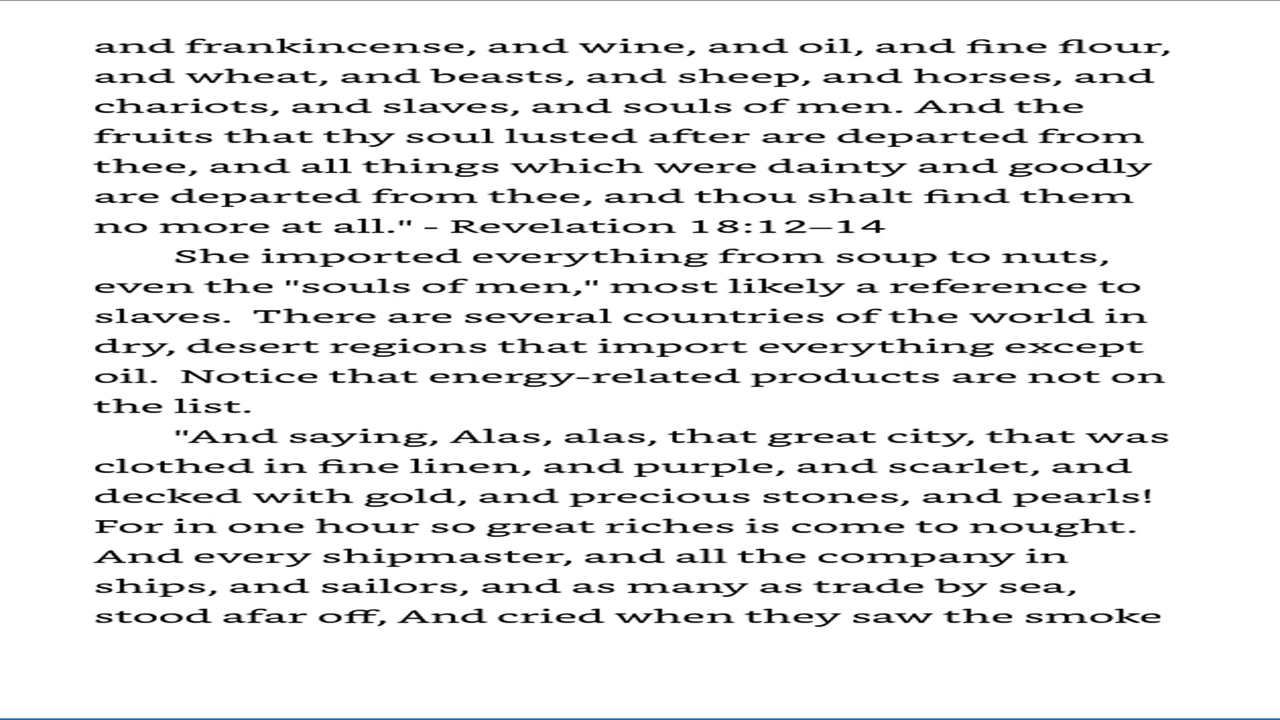 and frankincense, and wine, and oil, and fine flour,
and wheat, and beasts, and sheep, and horses, and
chariots, and slaves, and souls of men. And the
fruits that thy soul lusted after are departed from
thee, and all things which were dainty and goodly
are departed from thee, and thou shalt find them
no more at all." - Revelation 18:12–14
She imported everything from soup to nuts,
even the "souls of men," most likely a reference to
slaves.  There are several countries of the world in
dry, desert regions that import everything except
oil.  Notice that energy-related products are not on
the list.
"And saying, Alas, alas, that great city, that was
clothed in fine linen, and purple, and scarlet, and
decked with gold, and precious stones, and pearls!
For in one hour so great riches is come to nought.
And every shipmaster, and all the company in
ships, and sailors, and as many as trade by sea,
stood afar off, And cried when they saw the smoke